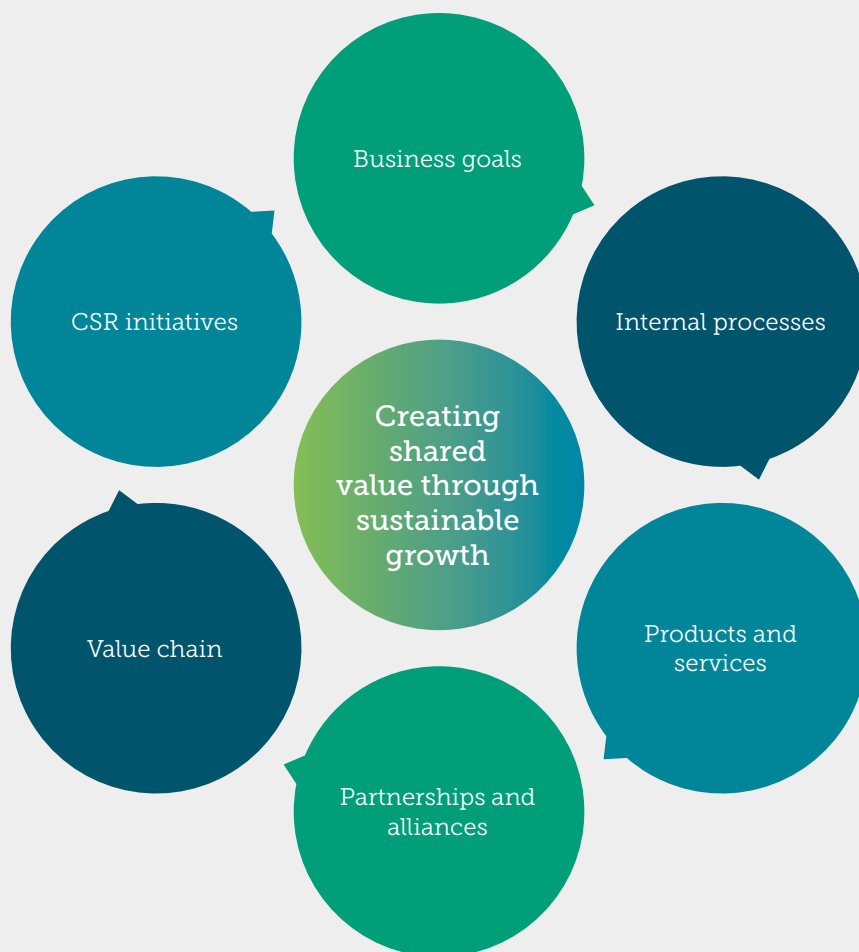 Business goals
CSR initiatives
Internal processes
Creating
shared
value through
sustainable
growth
Products and
services
Value chain
Partnerships and
alliances